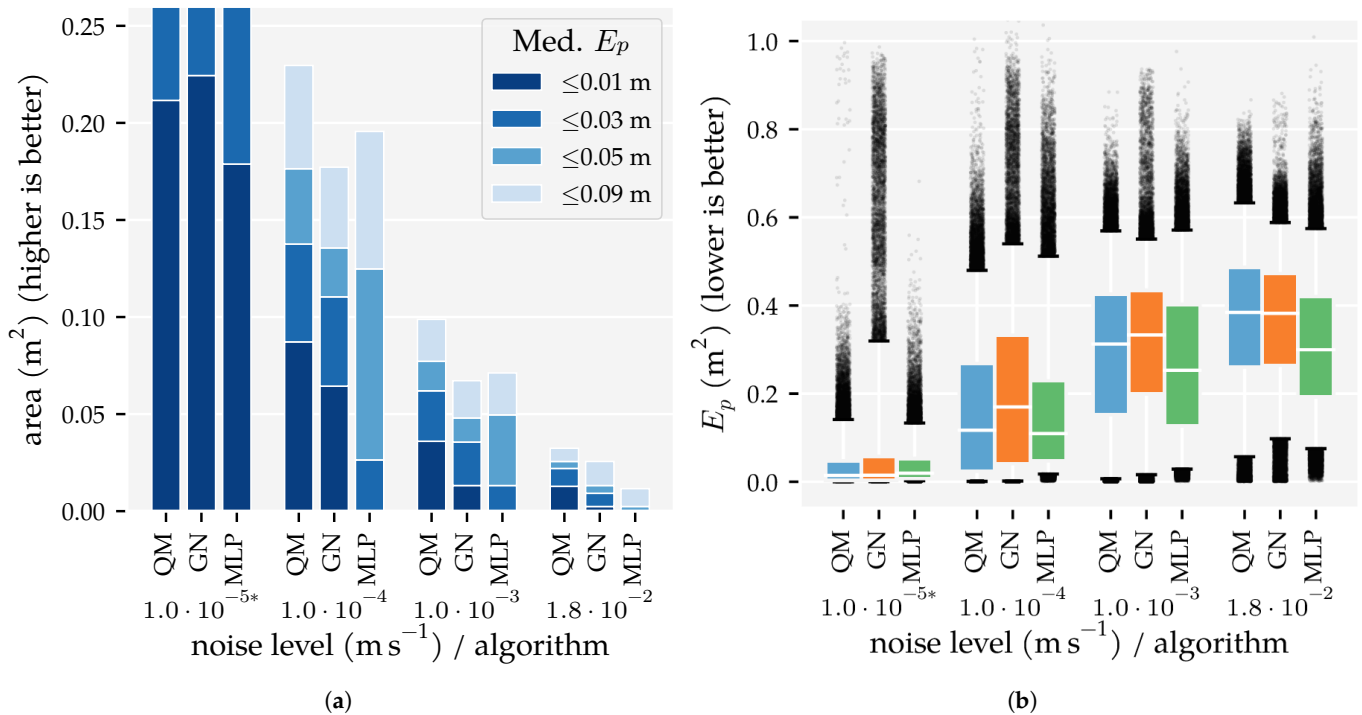 0.25
0.20
0.15
0.10
0.05
0.00
area (m²) (higher is better)
Med. Eₚ
≤0.01 m
≤0.03 m
≤0.05 m
≤0.09 m
QM GN MLP QM GN MLP QM GN MLP QM GN MLP
1.0 · 10⁻⁵* 1.0 · 10⁻⁴ 1.0 · 10⁻³ 1.8 · 10⁻²
noise level (m s⁻¹) / algorithm
(a)
1.0
0.8
0.6
0.4
0.2
0.0
Eₚ (m²) (lower is better)
QM GN MLP QM GN MLP QM GN MLP QM GN MLP
1.0 · 10⁻⁵* 1.0 · 10⁻⁴ 1.0 · 10⁻³ 1.8 · 10⁻²
noise level (m s⁻¹) / algorithm
(b)